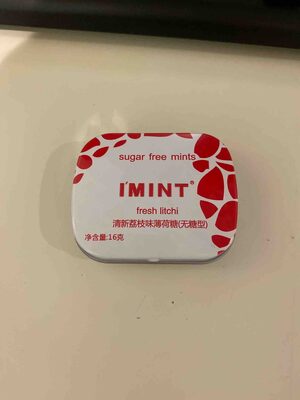 sugar free mints
I'MINT®
fresh litchi
清新荔枝味薄荷糖(无糖型)
净含量:16克